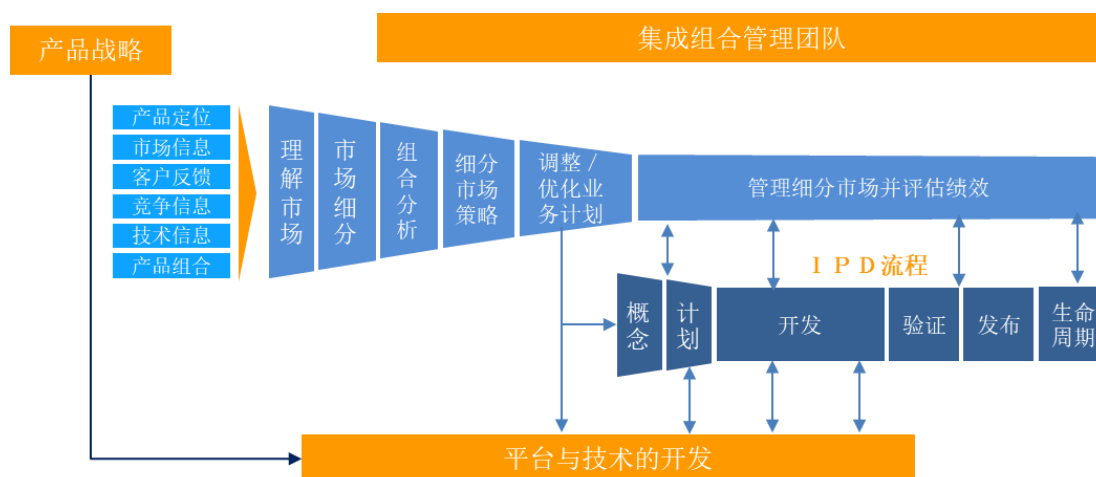 产品战略
集成组合管理团队
产品定位
市场信息
客户反馈
竞争信息
技术信息
产品组合
理解市场
市场细分
组合分析
细分
市场
策略
调整 /
优化业
务计划
管理细分市场并评估绩效
ＩＰＤ流程
概念
计划
开发
验证
发布
生命
周期
平台与技术的开发